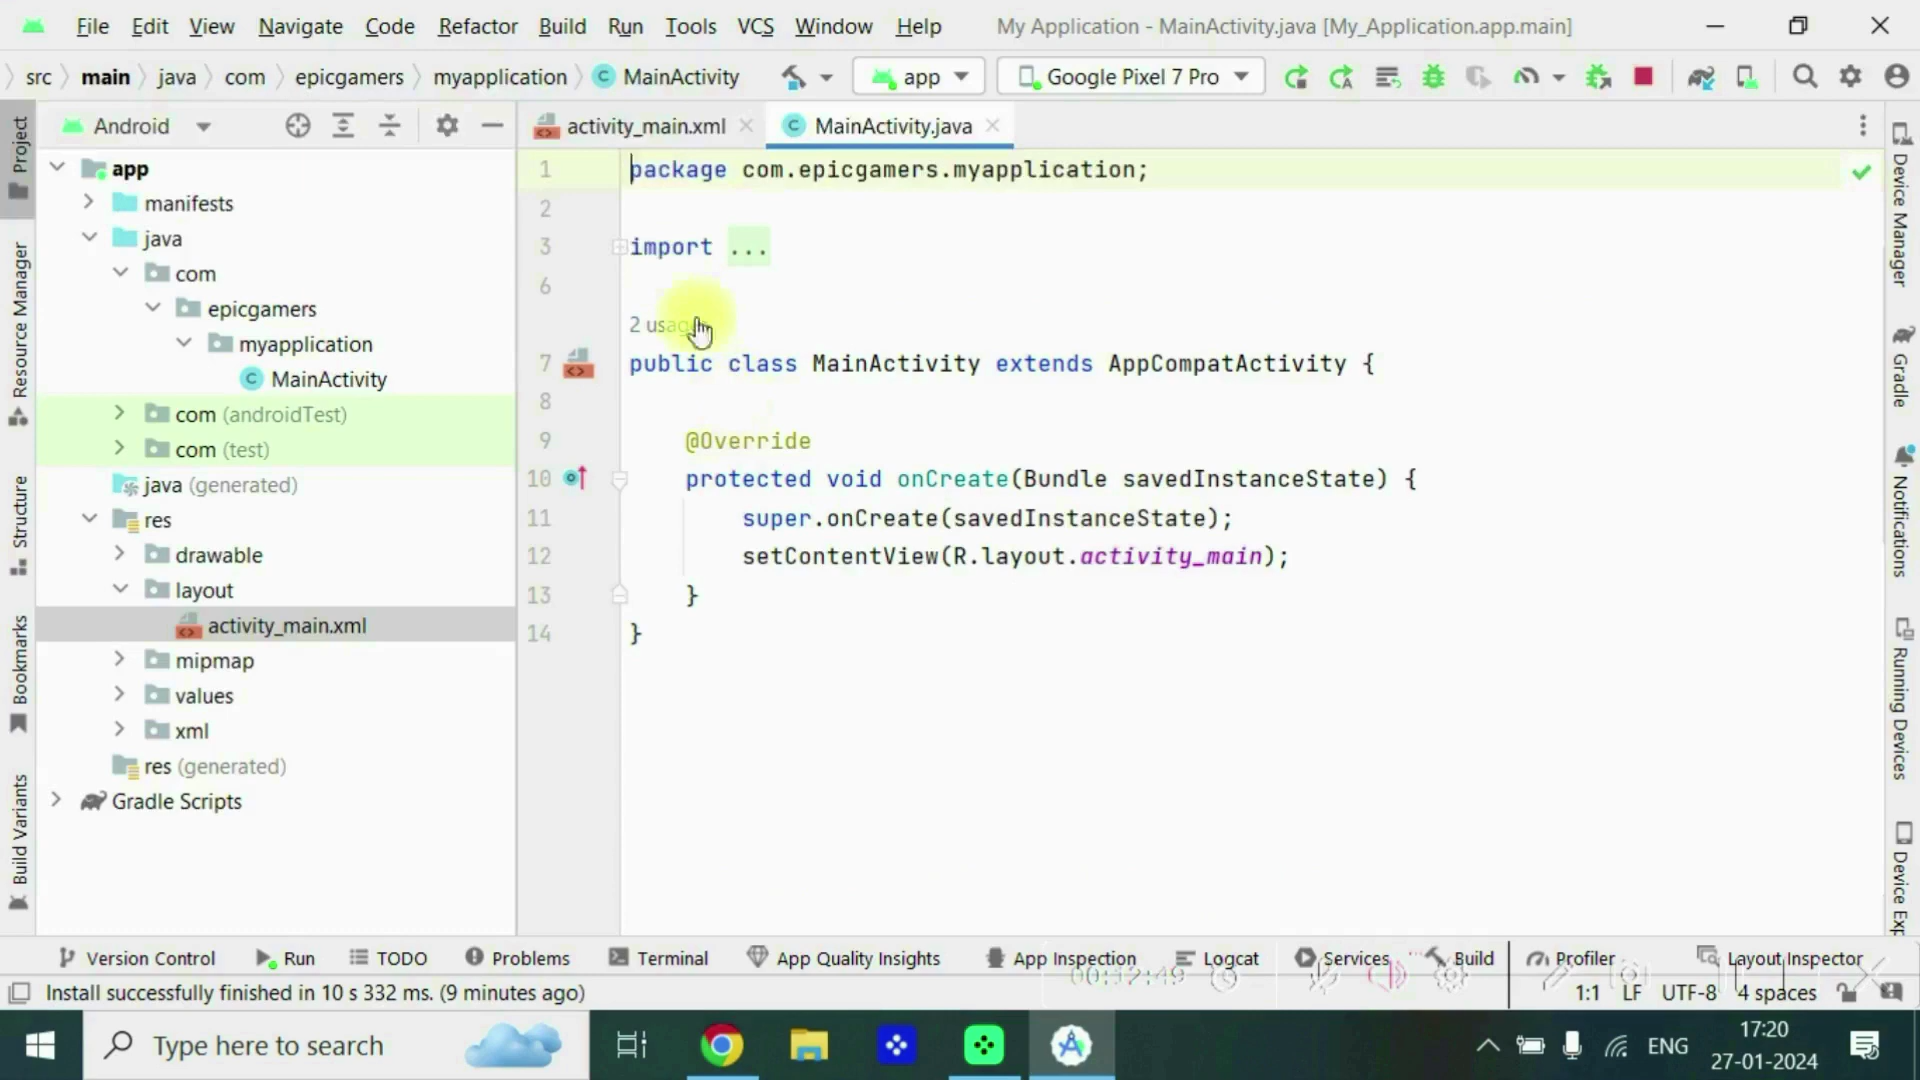 File Edit View Navigate Code Refactor Build Run Tools VCS Window Help My Application - MainActivity.java [My_Application.app.main]
src main java com epicgamers myapplication MainActivity app Google Pixel 7 Pro
Project
Resource Manager
Structure
Bookmarks
Build Variants
Android
app
manifests
java
com
epicgamers
myapplication
MainActivity
com (androidTest)
com (test)
java (generated)
res
drawable
layout
activity_main.xml
mipmap
values
xml
res (generated)
Gradle Scripts
activity_main.xml MainActivity.java
1 package com.epicgamers.myapplication;
2
3 import ...
6
2 usages
7 public class MainActivity extends AppCompatActivity {
8
9 @Override
10 protected void onCreate(Bundle savedInstanceState) {
11 super.onCreate(savedInstanceState);
12 setContentView(R.layout.activity_main);
13 }
14 }
Device Manager
Gradle
Notifications
Running Devices
Device Exp
Version Control Run TODO Problems Terminal App Quality Insights App Inspection Logcat Services Build Profiler Layout Inspector
00:12:49
Install successfully finished in 10 s 332 ms. (9 minutes ago) 1:1 LF UTF-8 4 spaces
Type here to search ENG 17:20
27-01-2024